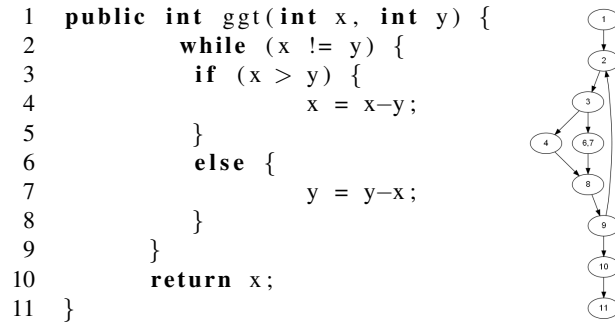 1 public int ggt(int x, int y) {
2 while (x != y) {
3 if (x > y) {
4 x = x−y;
5 }
6 else {
7 y = y−x;
8 }
9 }
10 return x;
11 }
1
2
3
4 6,7
8
9
10
11